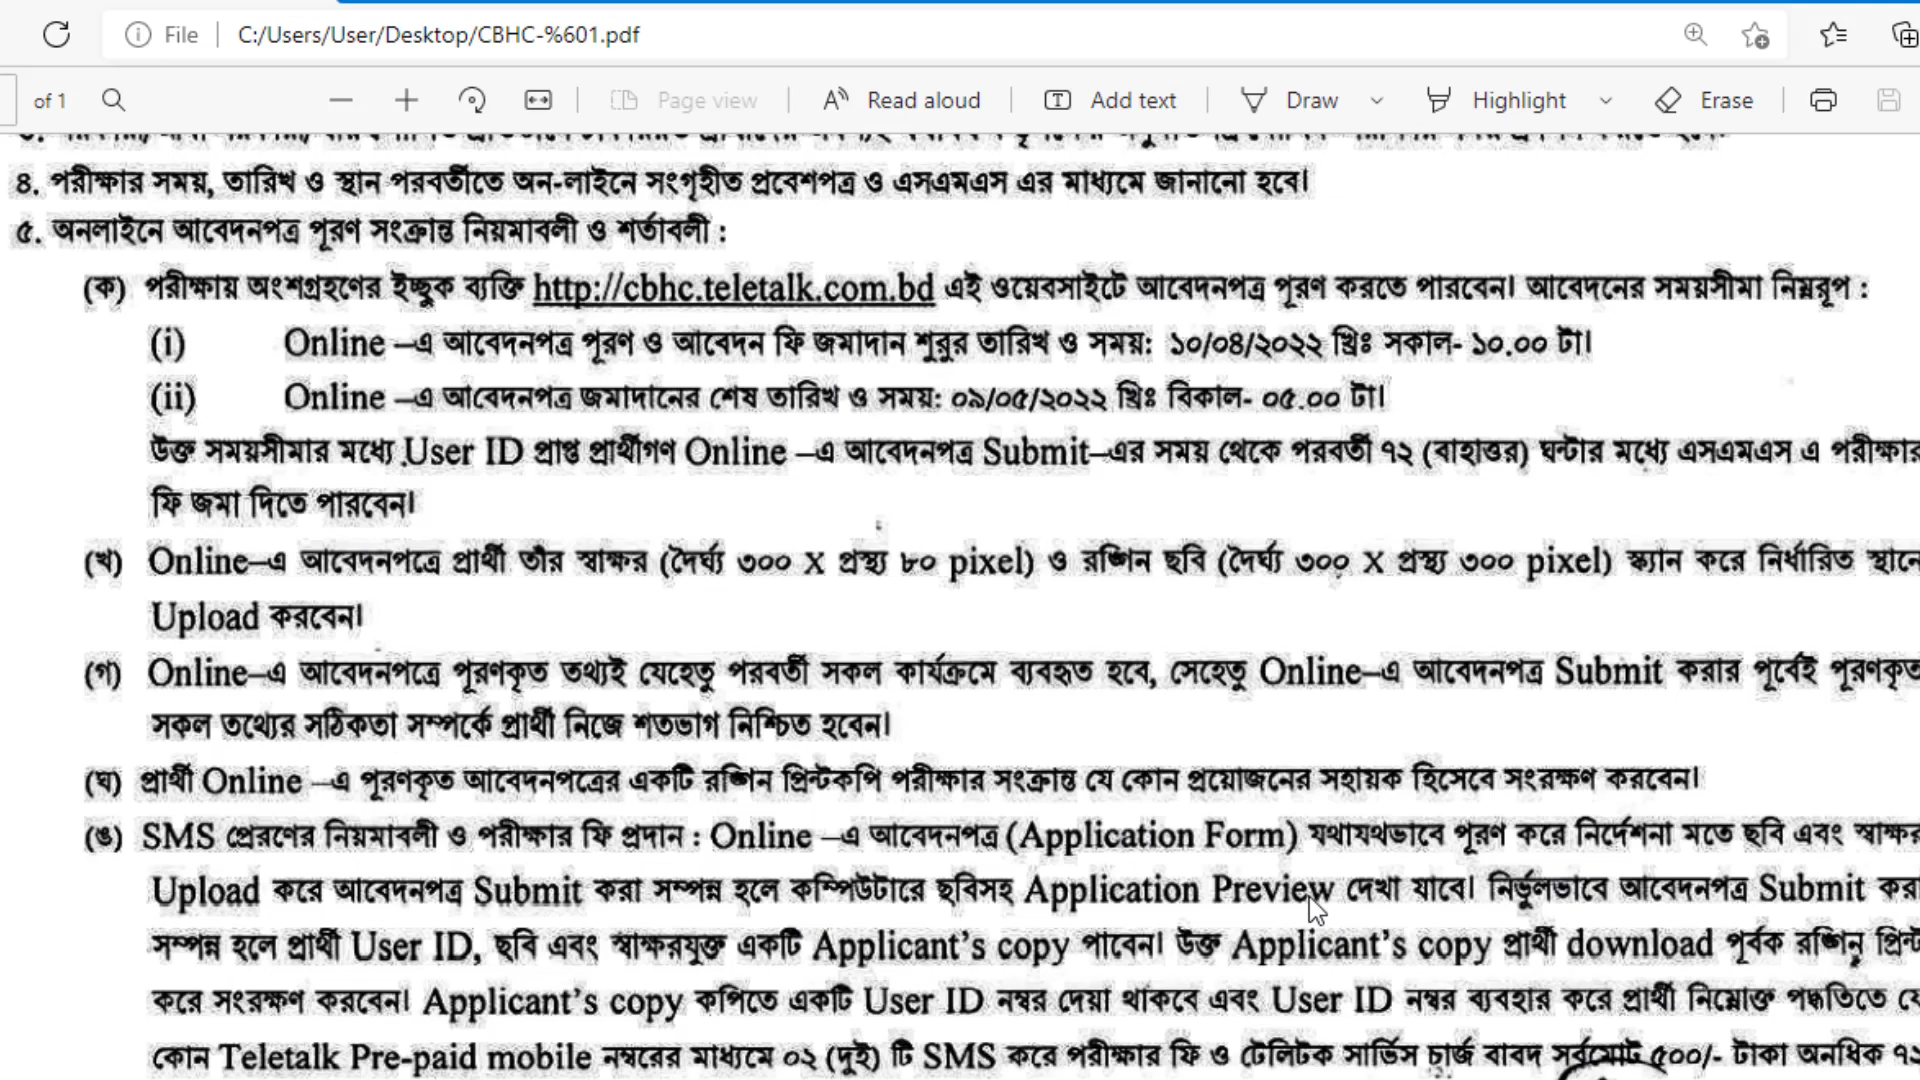 File C:/Users/User/Desktop/CBHC-%601.pdf
of 1 Page view Read aloud Add text Draw Highlight Erase
৪. পরীক্ষার সময়, তারিখ ও স্থান পরবর্তীতে অন-লাইনে সংগৃহীত প্রবেশপত্র ও এসএমএস এর মাধ্যমে জানানো হবে।
৫. অনলাইনে আবেদনপত্র পূরণ সংক্রান্ত নিয়মাবলী ও শর্তাবলী :
(ক) পরীক্ষায় অংশগ্রহণের ইচ্ছুক ব্যক্তি http://cbhc.teletalk.com.bd এই ওয়েবসাইটে আবেদনপত্র পূরণ করতে পারবেন। আবেদনের সময়সীমা নিম্নরূপ :
(i) Online –এ আবেদনপত্র পূরণ ও আবেদন ফি জমাদান শুরুর তারিখ ও সময়: ১০/০৪/২০২২ খ্রিঃ সকাল- ১০.০০ টা।
(ii) Online –এ আবেদনপত্র জমাদানের শেষ তারিখ ও সময়: ০৯/০৫/২০২২ খ্রিঃ বিকাল- ০৫.০০ টা।
উক্ত সময়সীমার মধ্যে User ID প্রাপ্ত প্রার্থীগণ Online –এ আবেদনপত্র Submit–এর সময় থেকে পরবর্তী ৭২ (বাহাত্তর) ঘন্টার মধ্যে এসএমএস এ পরীক্ষার
ফি জমা দিতে পারবেন।
(খ) Online–এ আবেদনপত্রে প্রার্থী তাঁর স্বাক্ষর (দৈর্ঘ্য ৩০০ X প্রস্থ্য ৮০ pixel) ও রঙ্গিন ছবি (দৈর্ঘ্য ৩০০ X প্রস্থ্য ৩০০ pixel) স্ক্যান করে নির্ধারিত স্থানে
Upload করবেন।
(গ) Online–এ আবেদনপত্রে পূরণকৃত তথ্যই যেহেতু পরবর্তী সকল কার্যক্রমে ব্যবহৃত হবে, সেহেতু Online–এ আবেদনপত্র Submit করার পূর্বেই পূরণকৃত
সকল তথ্যের সঠিকতা সম্পর্কে প্রার্থী নিজে শতভাগ নিশ্চিত হবেন।
(ঘ) প্রার্থী Online –এ পূরণকৃত আবেদনপত্রের একটি রঙ্গিন প্রিন্টকপি পরীক্ষার সংক্রান্ত যে কোন প্রয়োজনের সহায়ক হিসেবে সংরক্ষণ করবেন।
(ঙ) SMS প্রেরণের নিয়মাবলী ও পরীক্ষার ফি প্রদান : Online –এ আবেদনপত্র (Application Form) যথাযথভাবে পূরণ করে নির্দেশনা মতে ছবি এবং স্বাক্ষর
Upload করে আবেদনপত্র Submit করা সম্পন্ন হলে কম্পিউটারে ছবিসহ Application Preview দেখা যাবে। নির্ভুলভাবে আবেদনপত্র Submit করা
সম্পন্ন হলে প্রার্থী User ID, ছবি এবং স্বাক্ষরযুক্ত একটি Applicant’s copy পাবেন। উক্ত Applicant’s copy প্রার্থী download পূর্বক রঙ্গিন প্রিন্ট
করে সংরক্ষণ করবেন। Applicant’s copy কপিতে একটি User ID নম্বর দেয়া থাকবে এবং User ID নম্বর ব্যবহার করে প্রার্থী নিম্নোক্ত পদ্ধতিতে যে
কোন Teletalk Pre-paid mobile নম্বরের মাধ্যমে ০২ (দুই) টি SMS করে পরীক্ষার ফি ও টেলিটক সার্ভিস চার্জ বাবদ সর্বমোট ৫০০/- টাকা অনধিক ৭২